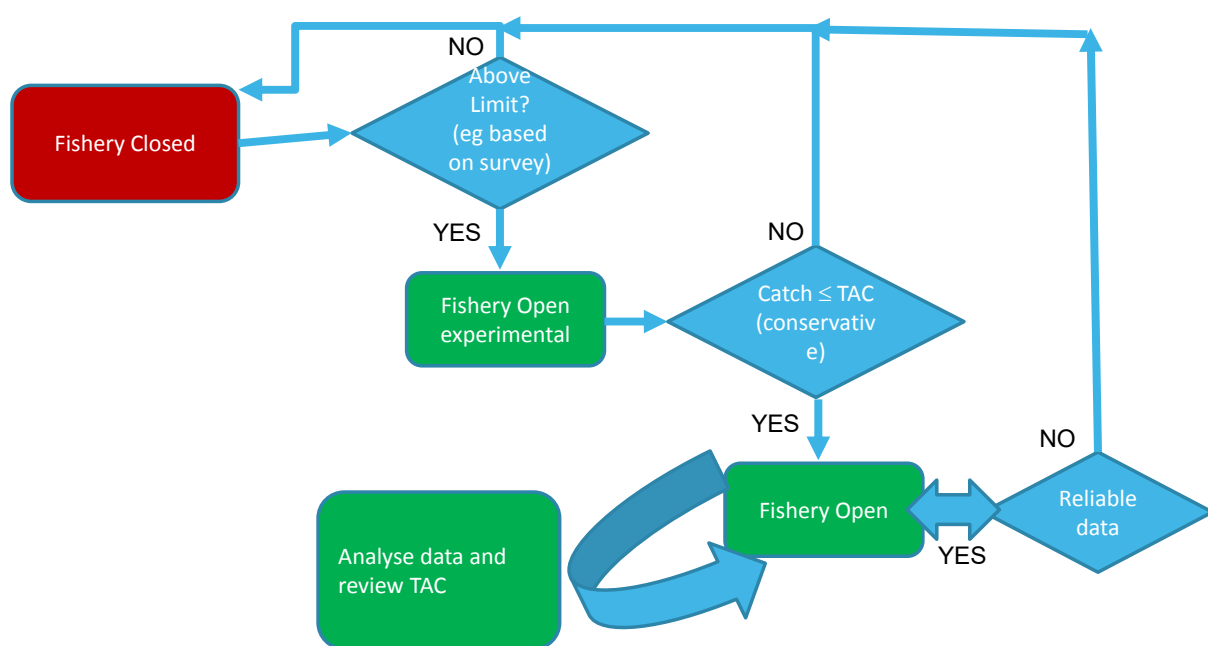 NO
Above
Limit?
(eg based
on survey)
Fishery Closed
YES
NO
Fishery Open
experimental
Catch ≤ TAC
(conservativ
e)
YES
NO
Fishery Open
Reliable
data
YES
Analyse data and
review TAC